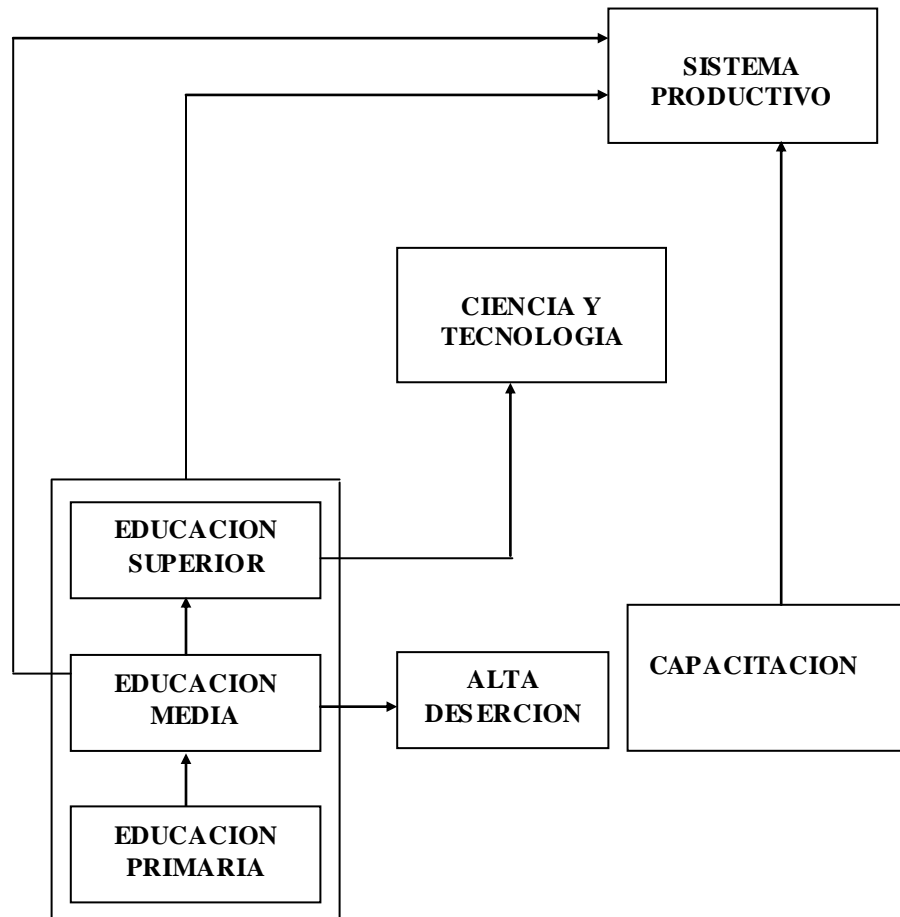 SISTEMA
PRODUCTIVO
CIENCIA Y
TECNOLOGIA
EDUCACION
SUPERIOR
EDUCACION
MEDIA
ALTA
DESERCION
CAPACITACION
EDUCACION
PRIMARIA